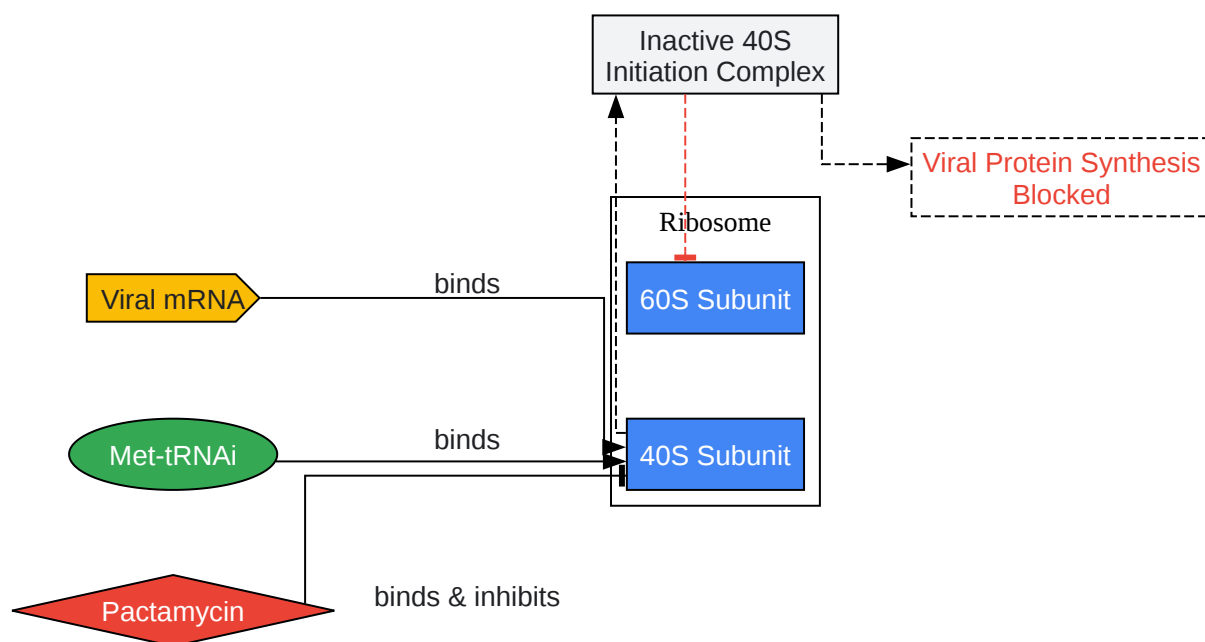 Inactive 40S
Initiation Complex
Viral Protein Synthesis
Blocked
Ribosome
Viral mRNA
binds
60S Subunit
Met-tRNAi
binds
40S Subunit
Pactamycin
binds & inhibits